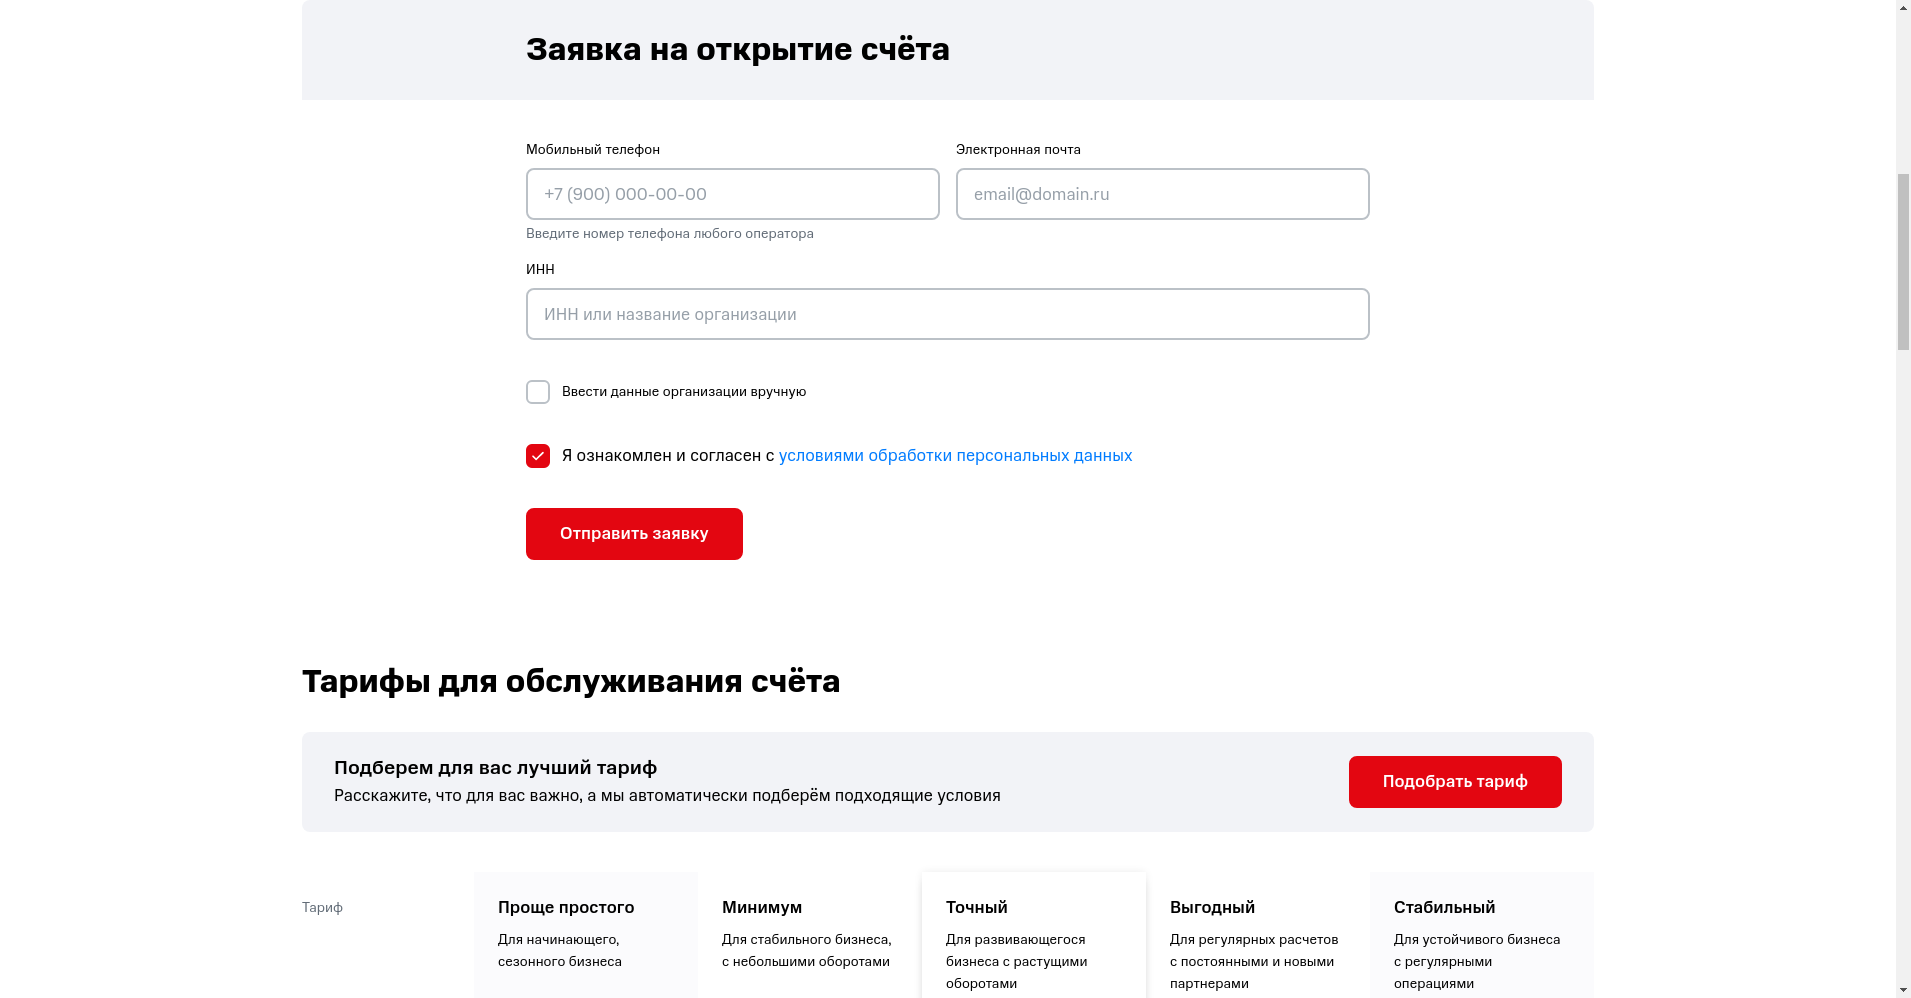 Заявка на открытие счёта
Мобильный телефон
Электронная почта
+7 (900) 000-00-00
email@domain.ru
Введите номер телефона любого оператора
ИНН
ИНН или название организации
Ввести данные организации вручную
Я ознакомлен и согласен с условиями обработки персональных данных
Отправить заявку
Тарифы для обслуживания счёта
Подберем для вас лучший тариф
Расскажите, что для вас важно, а мы автоматически подберём подходящие условия
Подобрать тариф
Тариф
Проще простого
Для начинающего,
сезонного бизнеса
Минимум
Для стабильного бизнеса,
с небольшими оборотами
Точный
Для развивающегося
бизнеса с растущими
оборотами
Выгодный
Для регулярных расчетов
с постоянными и новыми
партнерами
Стабильный
Для устойчивого бизнеса
с регулярными
операциями